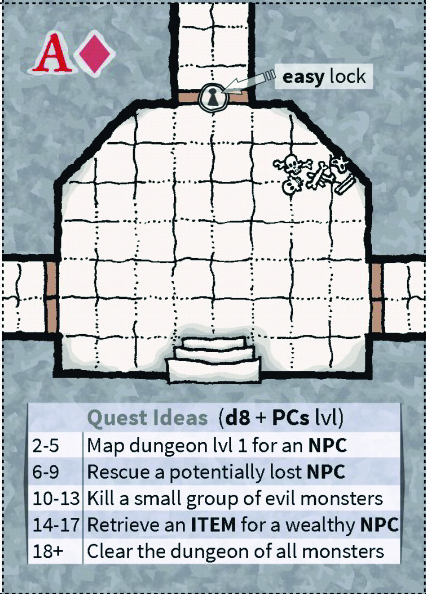 A♦
easy lock
Quest Ideas (d8 + PCs lvl)
2-5 Map dungeon lvl 1 for an NPC
6-9 Rescue a potentially lost NPC
10-13 Kill a small group of evil monsters
14-17 Retrieve an ITEM for a wealthy NPC
18+ Clear the dungeon of all monsters